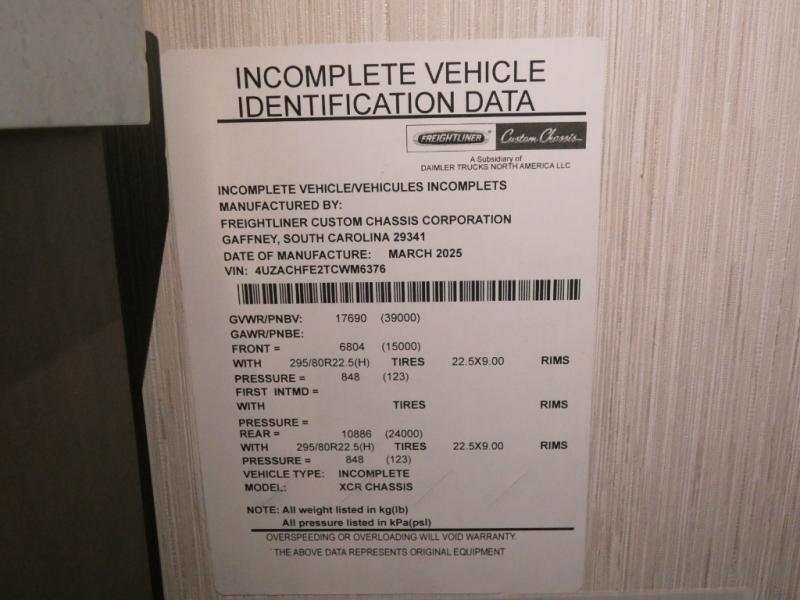 INCOMPLETE VEHICLE
IDENTIFICATION DATA
FREIGHTLINER® Custom Chassis
A Subsidiary of
DAIMLER TRUCKS NORTH AMERICA LLC
INCOMPLETE VEHICLE/VEHICULES INCOMPLETS
MANUFACTURED BY:
FREIGHTLINER CUSTOM CHASSIS CORPORATION
GAFFNEY, SOUTH CAROLINA 29341
DATE OF MANUFACTURE: MARCH 2025
VIN: 4UZACHFE2TCWM6376
GVWR/PNBV: 17690 (39000)
GAWR/PNBE:
FRONT = 6804 (15000)
WITH 295/80R22.5(H) TIRES 22.5X9.00 RIMS
PRESSURE = 848 (123)
FIRST INTMD =
WITH TIRES RIMS
PRESSURE =
REAR = 10886 (24000)
WITH 295/80R22.5(H) TIRES 22.5X9.00 RIMS
PRESSURE = 848 (123)
VEHICLE TYPE: INCOMPLETE
MODEL: XCR CHASSIS
NOTE: All weight listed in kg(lb)
All pressure listed in kPa(psi)
OVERSPEEDING OR OVERLOADING WILL VOID WARRANTY.
THE ABOVE DATA REPRESENTS ORIGINAL EQUIPMENT